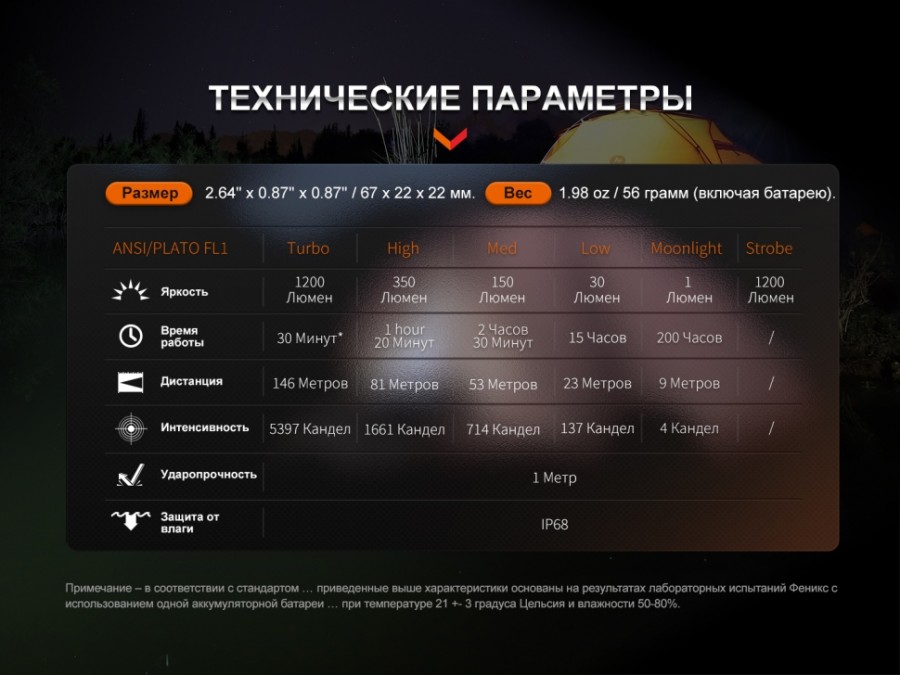 ТЕХНИЧЕСКИЕ ПАРАМЕТРЫ
Размер 2.64" x 0.87" x 0.87" / 67 x 22 x 22 мм. Вес 1.98 oz / 56 грамм (включая батарею).
ANSI/PLATO FL1 Turbo High Med Low Moonlight Strobe
Яркость 1200 Люмен 350 Люмен 150 Люмен 30 Люмен 1 Люмен 1200 Люмен
Время работы 30 Минут* 1 hour 20 Минут 2 Часов 30 Минут 15 Часов 200 Часов /
Дистанция 146 Метров 81 Метров 53 Метров 23 Метров 9 Метров /
Интенсивность 5397 Кандел 1661 Кандел 714 Кандел 137 Кандел 4 Кандел /
Ударопрочность 1 Метр
Защита от влаги IP68
Примечание – в соответствии с стандартом … приведенные выше характеристики основаны на результатах лабораторных испытаний Феникс с
использованием одной аккумуляторной батареи … при температуре 21 +- 3 градуса Цельсия и влажности 50-80%.